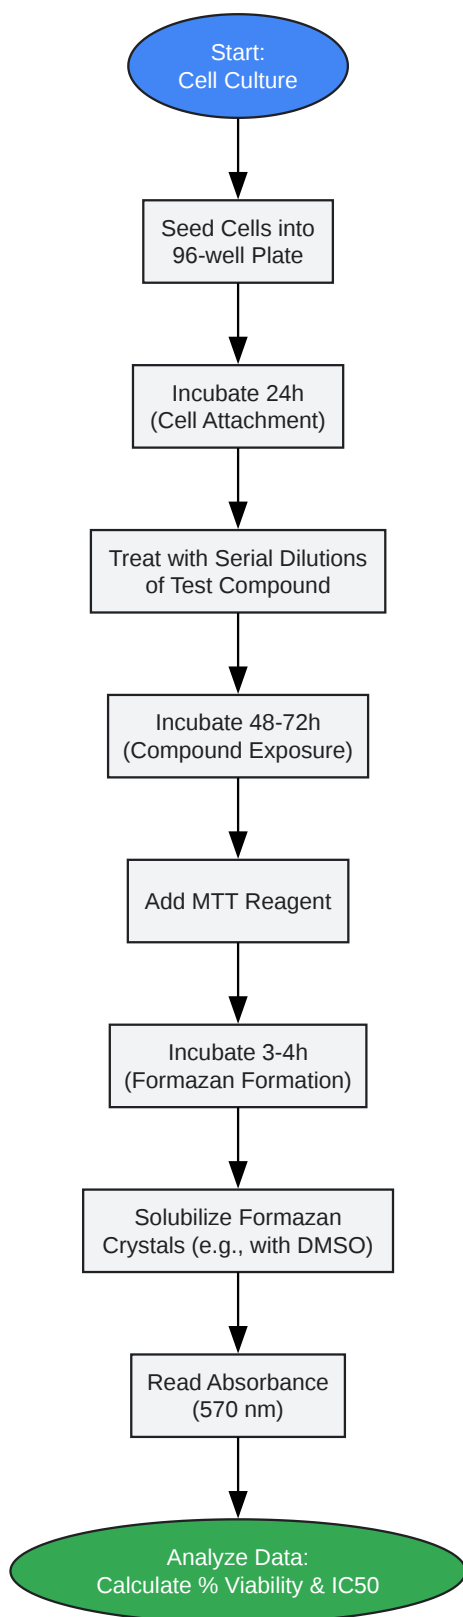 Start:
Cell Culture
Seed Cells into
96-well Plate
Incubate 24h
(Cell Attachment)
Treat with Serial Dilutions
of Test Compound
Incubate 48-72h
(Compound Exposure)
Add MTT Reagent
Incubate 3-4h
(Formazan Formation)
Solubilize Formazan
Crystals (e.g., with DMSO)
Read Absorbance
(570 nm)
Analyze Data:
Calculate % Viability & IC50